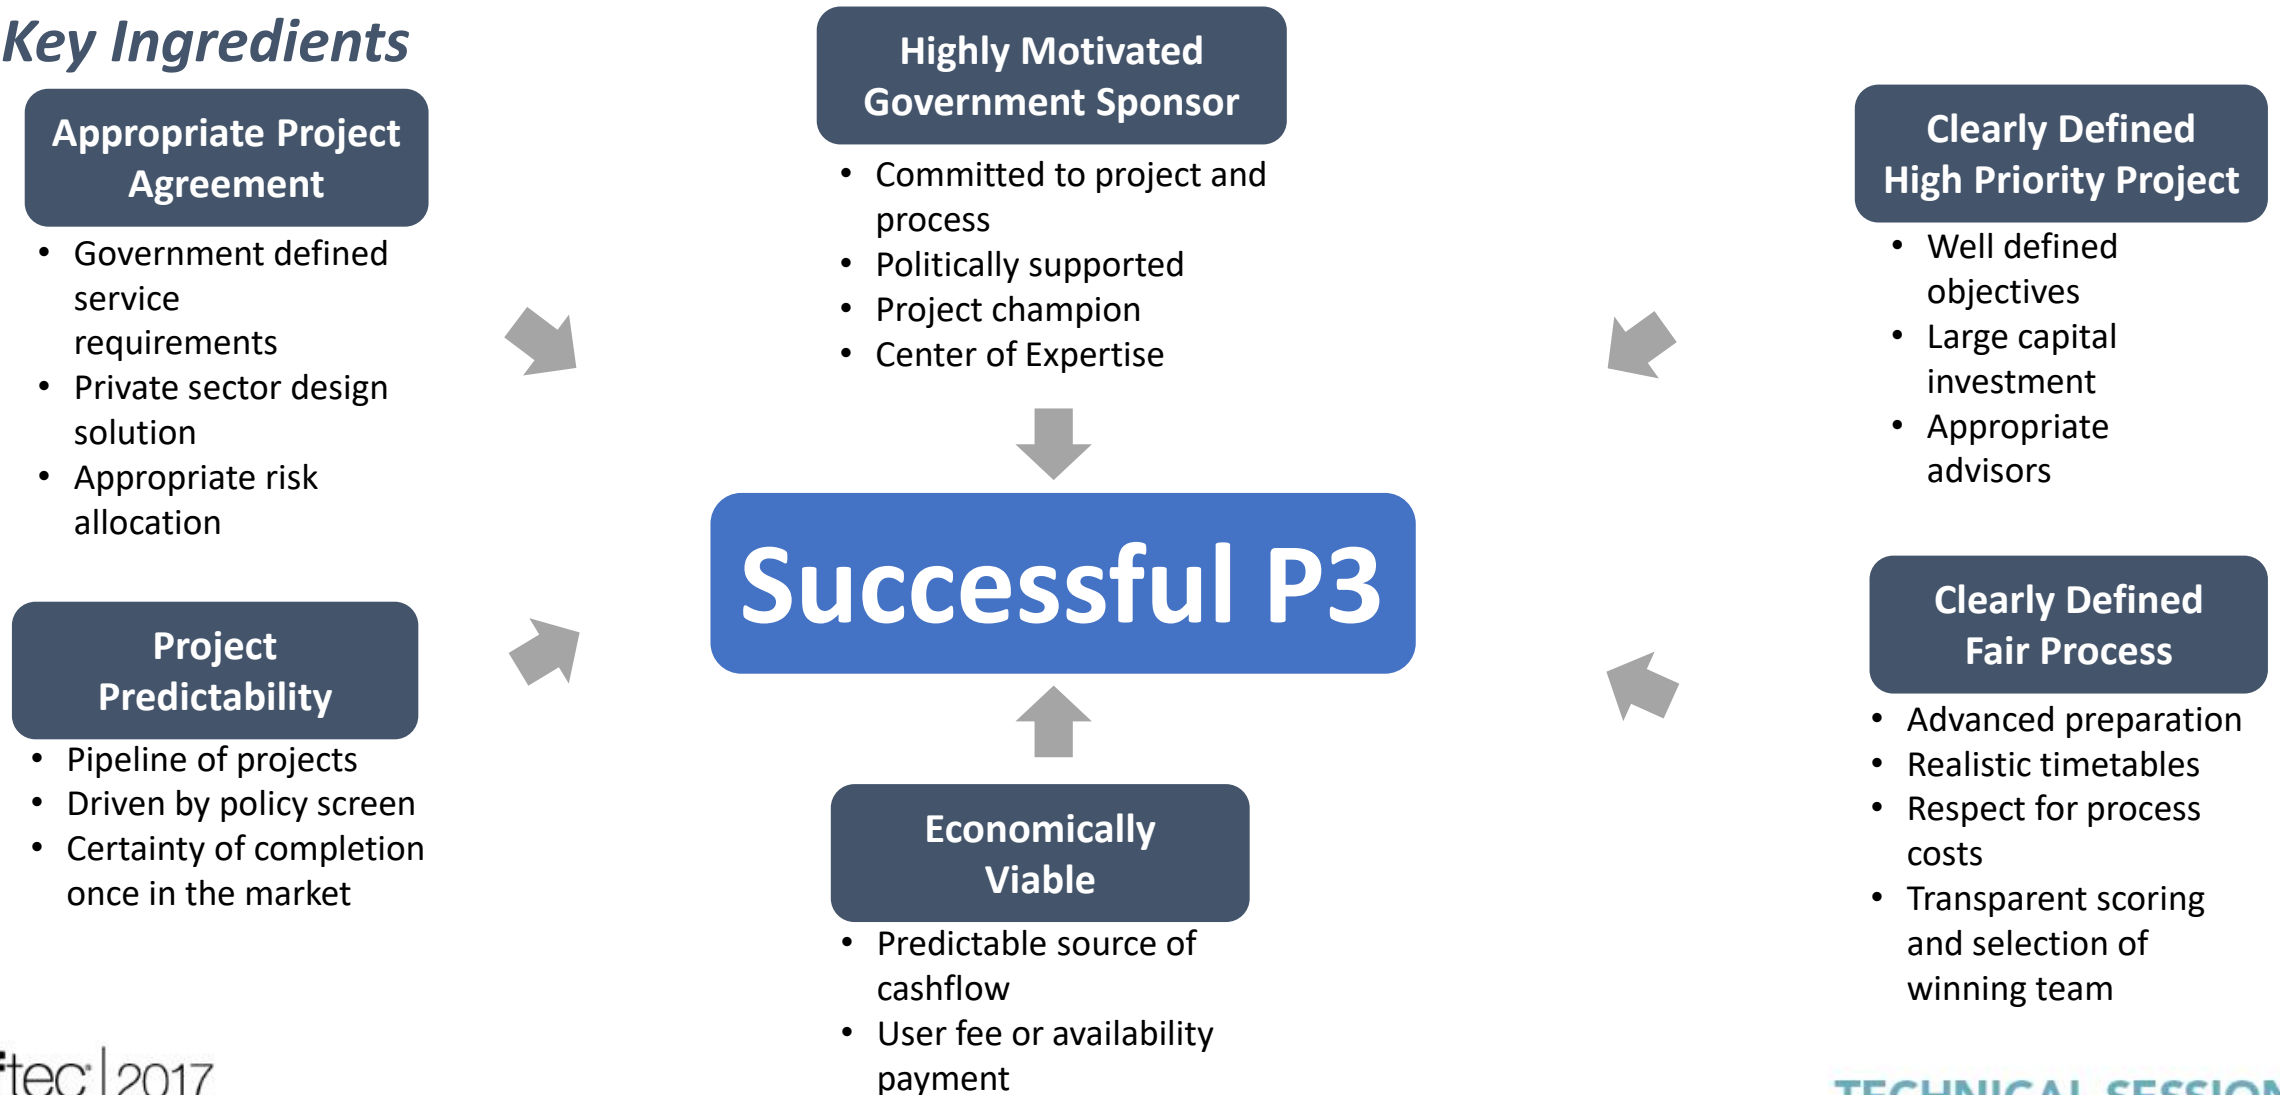 Key Ingredients
Appropriate Project
Agreement
• Government defined
service
requirements
• Private sector design
solution
• Appropriate risk
allocation
Project
Predictability
• Pipeline of projects
• Driven by policy screen
• Certainty of completion
once in the market
Highly Motivated
Government Sponsor
• Committed to project and
process
• Politically supported
• Project champion
• Center of Expertise
Successful P3
Economically
Viable
• Predictable source of
cashflow
• User fee or availability
payment
Clearly Defined
High Priority Project
• Well defined
objectives
• Large capital
investment
• Appropriate
advisors
Clearly Defined
Fair Process
• Advanced preparation
• Realistic timetables
• Respect for process
costs
• Transparent scoring
and selection of
winning team
ftec 2017
TECHNICAL SESSION